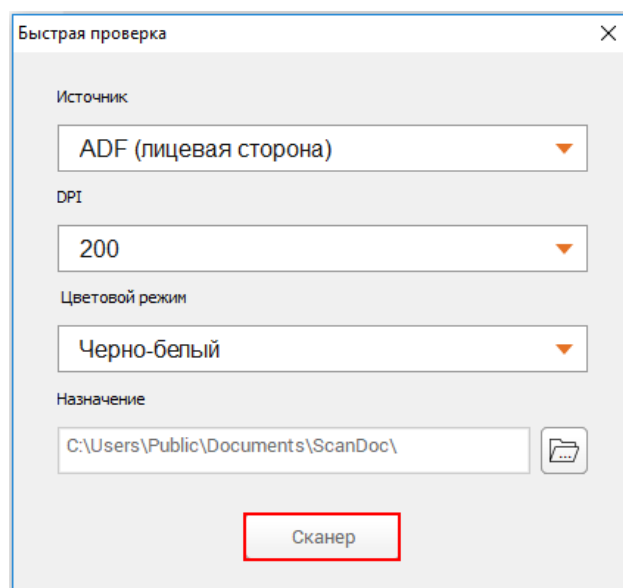 Быстрая проверка
Источник
ADF (лицевая сторона)
DPI
200
Цветовой режим
Черно-белый
Назначение
C:\Users\Public\Documents\ScanDoc\
Сканер